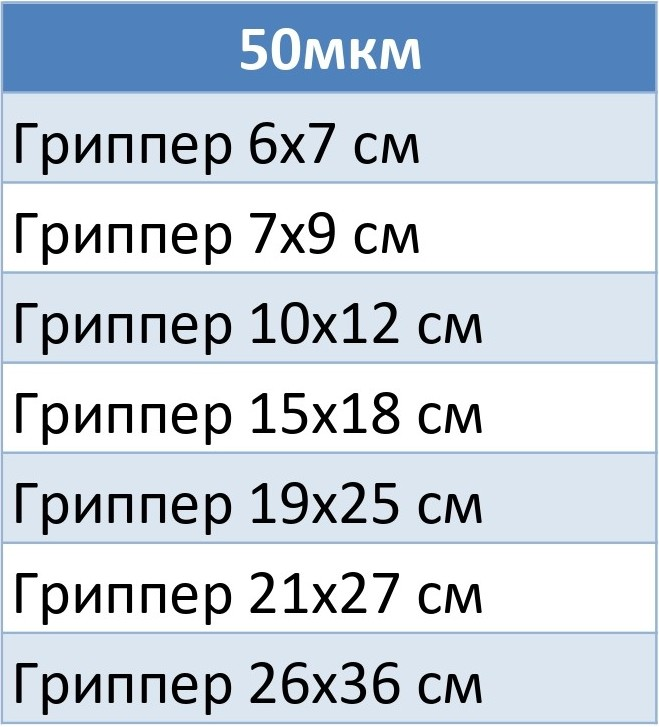 50мкм
Гриппер 6х7 см
Гриппер 7х9 см
Гриппер 10х12 см
Гриппер 15х18 см
Гриппер 19х25 см
Гриппер 21х27 см
Гриппер 26х36 см